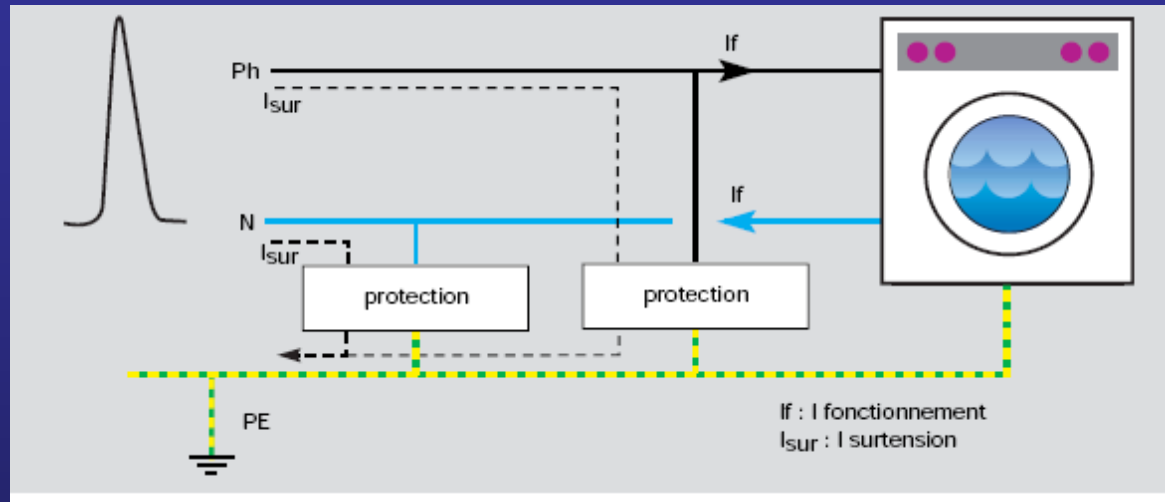 If
Ph
Isur
If
N
Isur
protection
protection
PE
If : I fonctionnement
Isur : I surtension